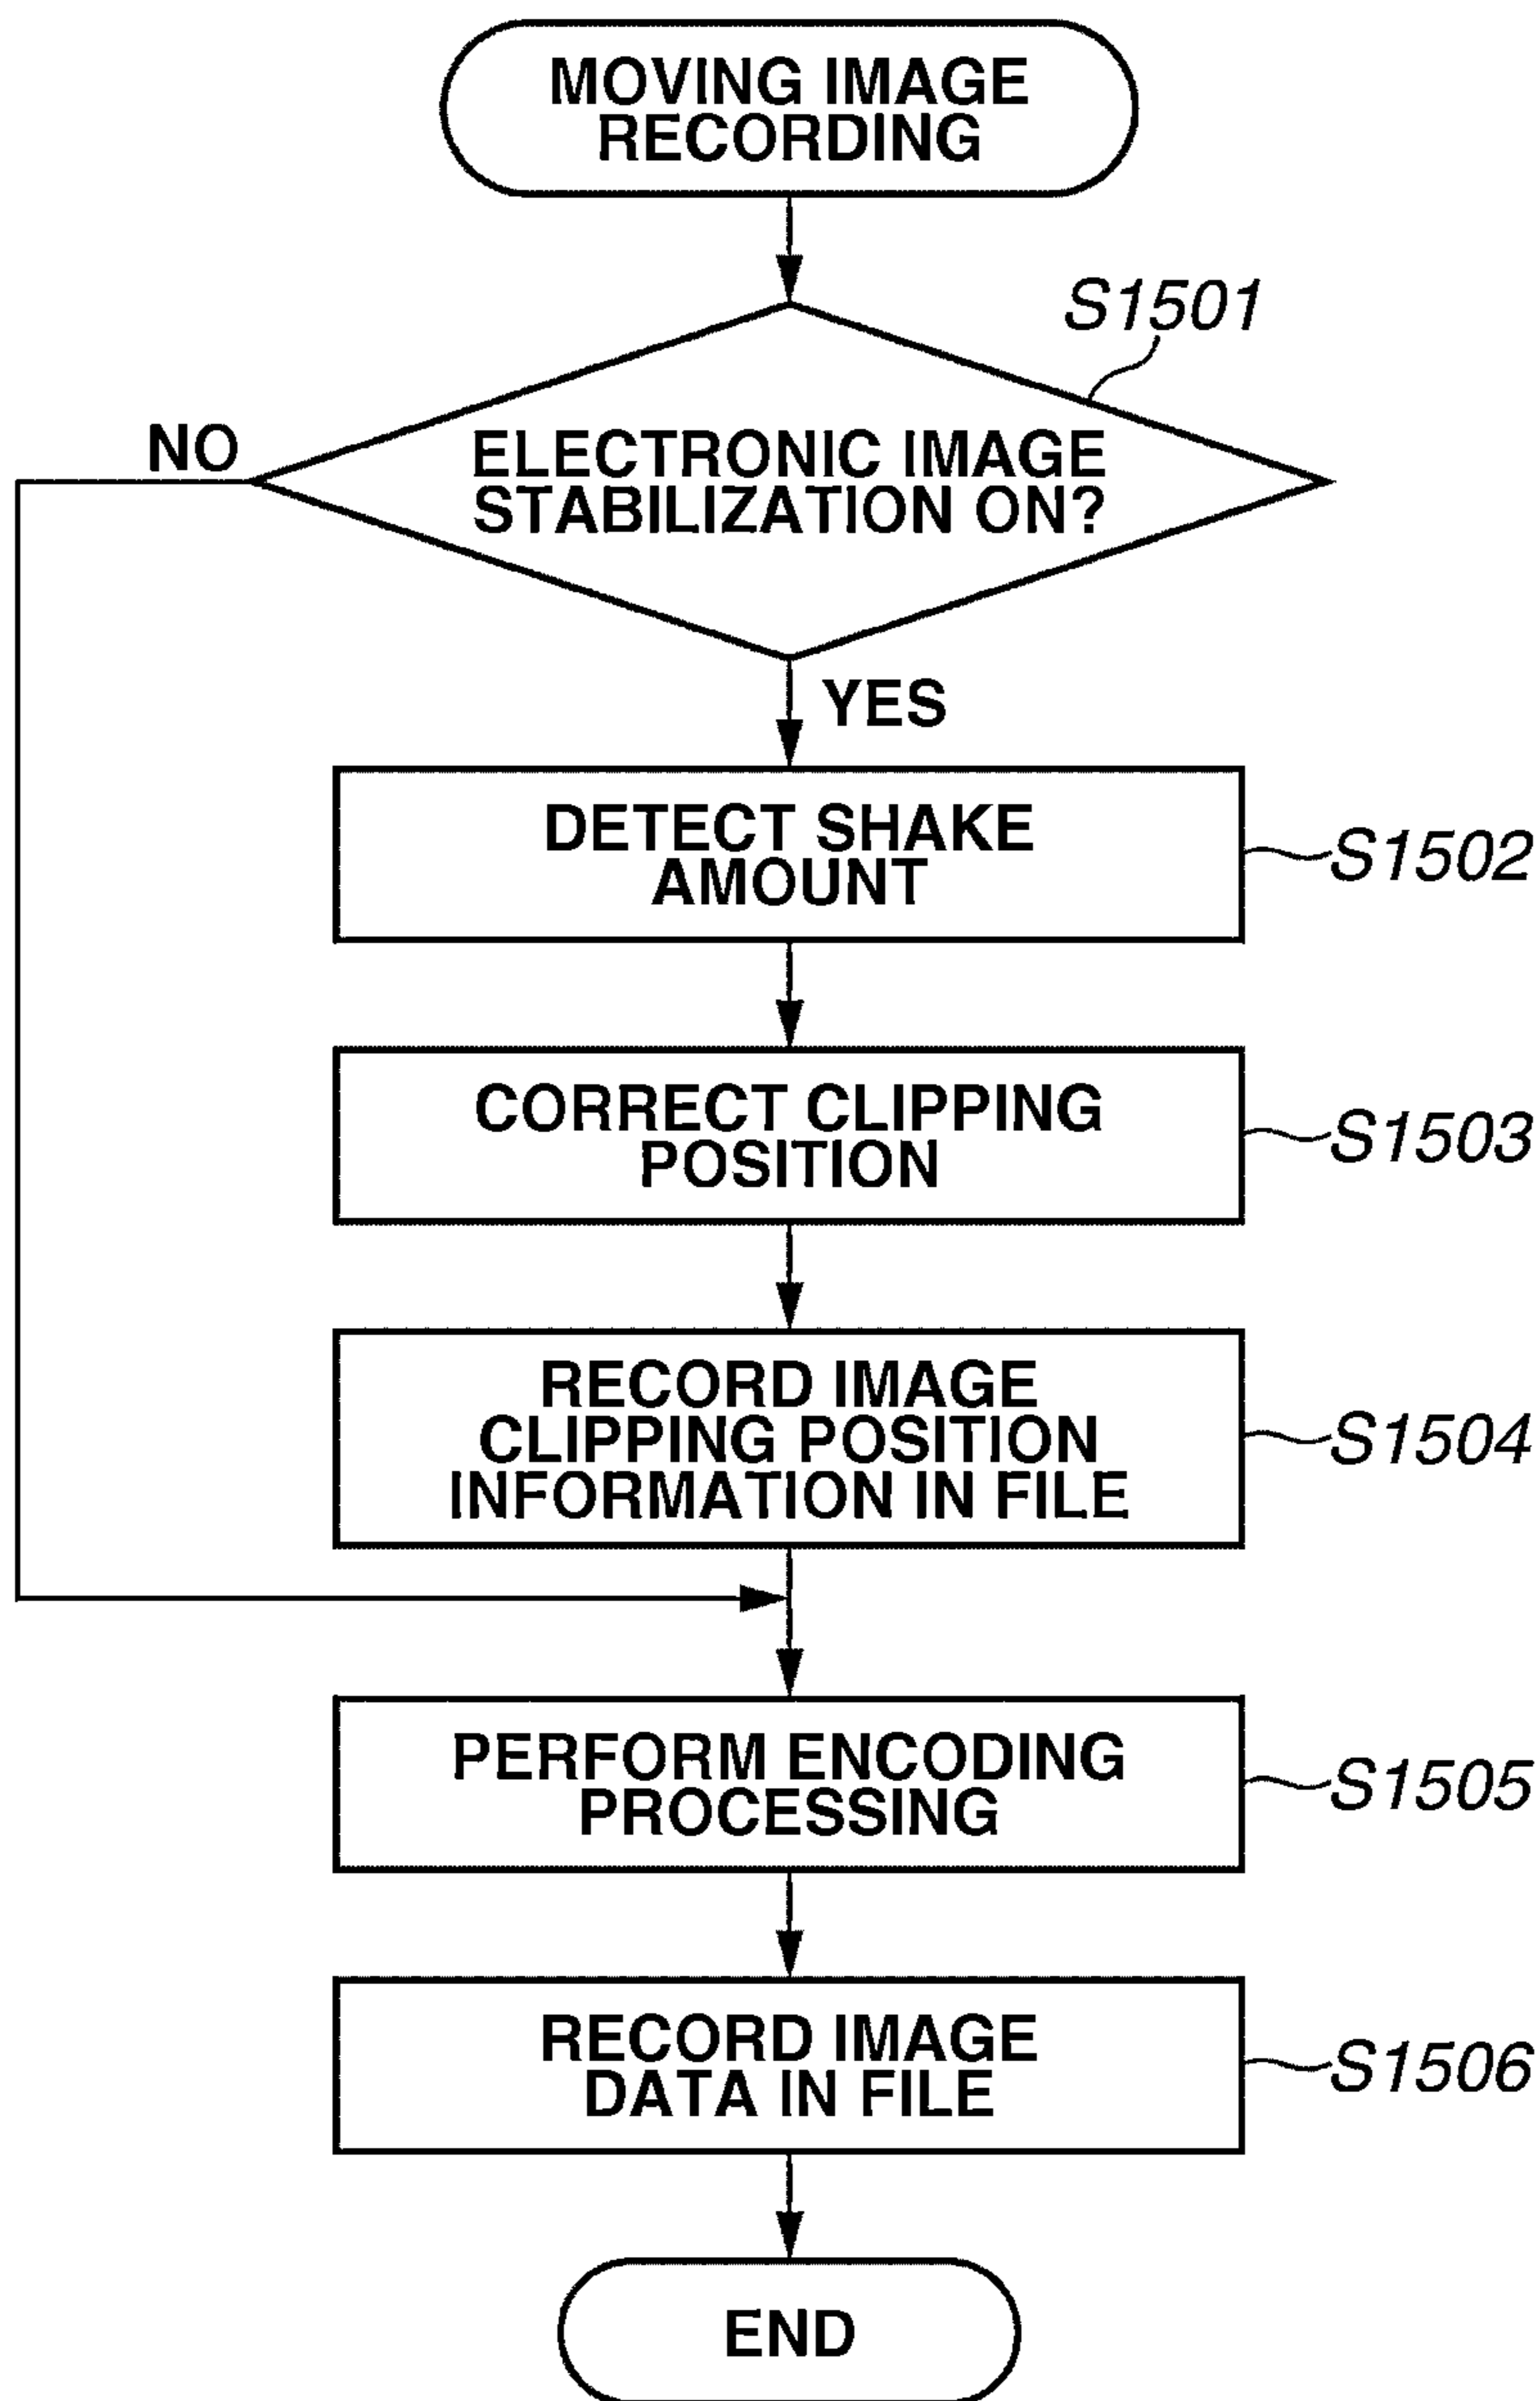 MOVING IMAGE
RECORDING
S1501
NO
ELECTRONIC IMAGE
STABILIZATION ON?
YES
DETECT SHAKE
AMOUNT
S1502
CORRECT CLIPPING
POSITION
S1503
RECORD IMAGE
CLIPPING POSITION
INFORMATION IN FILE
S1504
PERFORM ENCODING
PROCESSING
S1505
RECORD IMAGE
DATA IN FILE
S1506
END